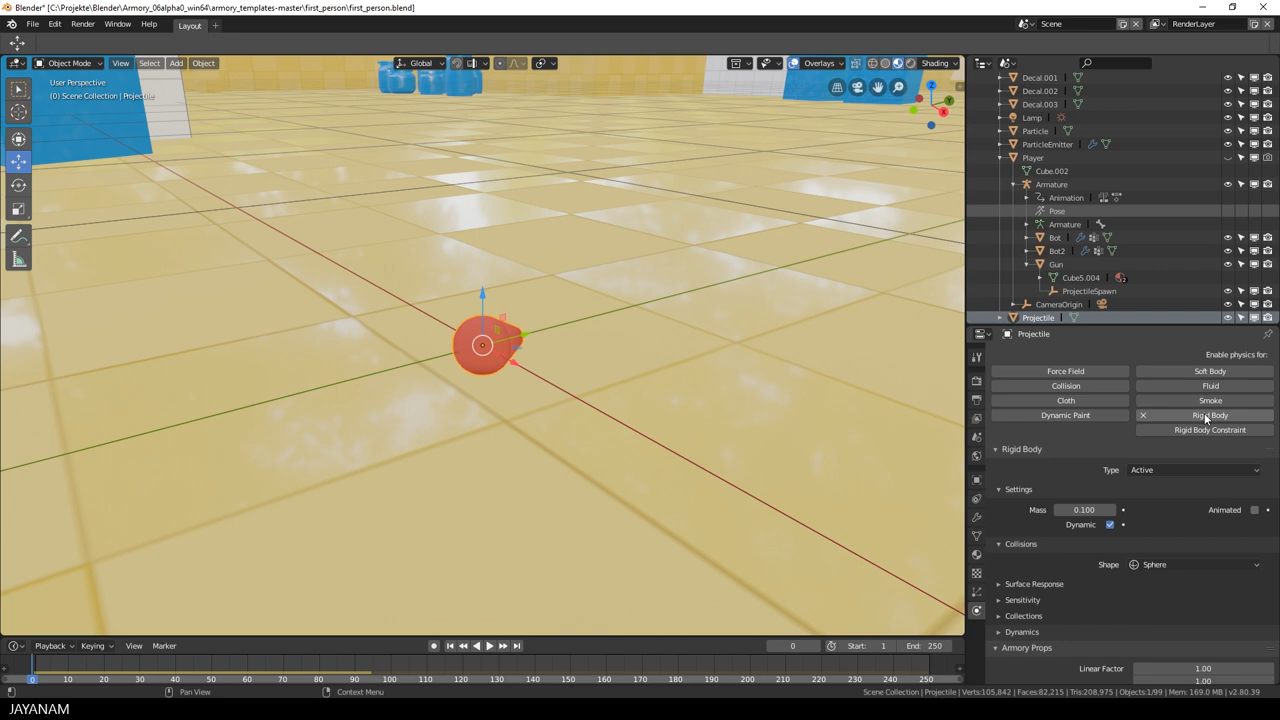 Blender* [C:\Projekte\Blender\Armory_06alpha0_win64\armory_templates-master\first_person\first_person.blend]
File Edit Render Window Help Layout + Scene RenderLayer
Object Mode View Select Add Object Global Overlays Shading
User Perspective
(0) Scene Collection | Projectile
Z
Y
X
Decal.001
Decal.002
Decal.003
Lamp
Particle
ParticleEmitter
Player
Cube.002
Armature
Animation
Pose
Armature
Bot
Bot2
Gun
Cube5.004 2
ProjectileSpawn
CameraOrigin
Projectile
Projectile
Enable physics for:
Force Field Soft Body
Collision Fluid
Cloth Smoke
Dynamic Paint Rigid Body
Rigid Body Constraint
Rigid Body
Type Active
Settings
Mass 0.100 Animated
Dynamic
Collisions
Shape Sphere
Surface Response
Sensitivity
Collections
Dynamics
Armory Props
Linear Factor 1.00
1.00
Playback Keying View Marker 0 Start: 1 End: 250
0 10 20 30 40 50 60 70 80 90 100 110 120 130 140 150 160 170 180 190 200 210 220 230 240 250
Pan View Context Menu Scene Collection | Projectile | Verts:105,842 | Faces:82,215 | Tris:208,975 | Objects:1/99 | Mem: 169.0 MB | v2.80.39
JAYANAM